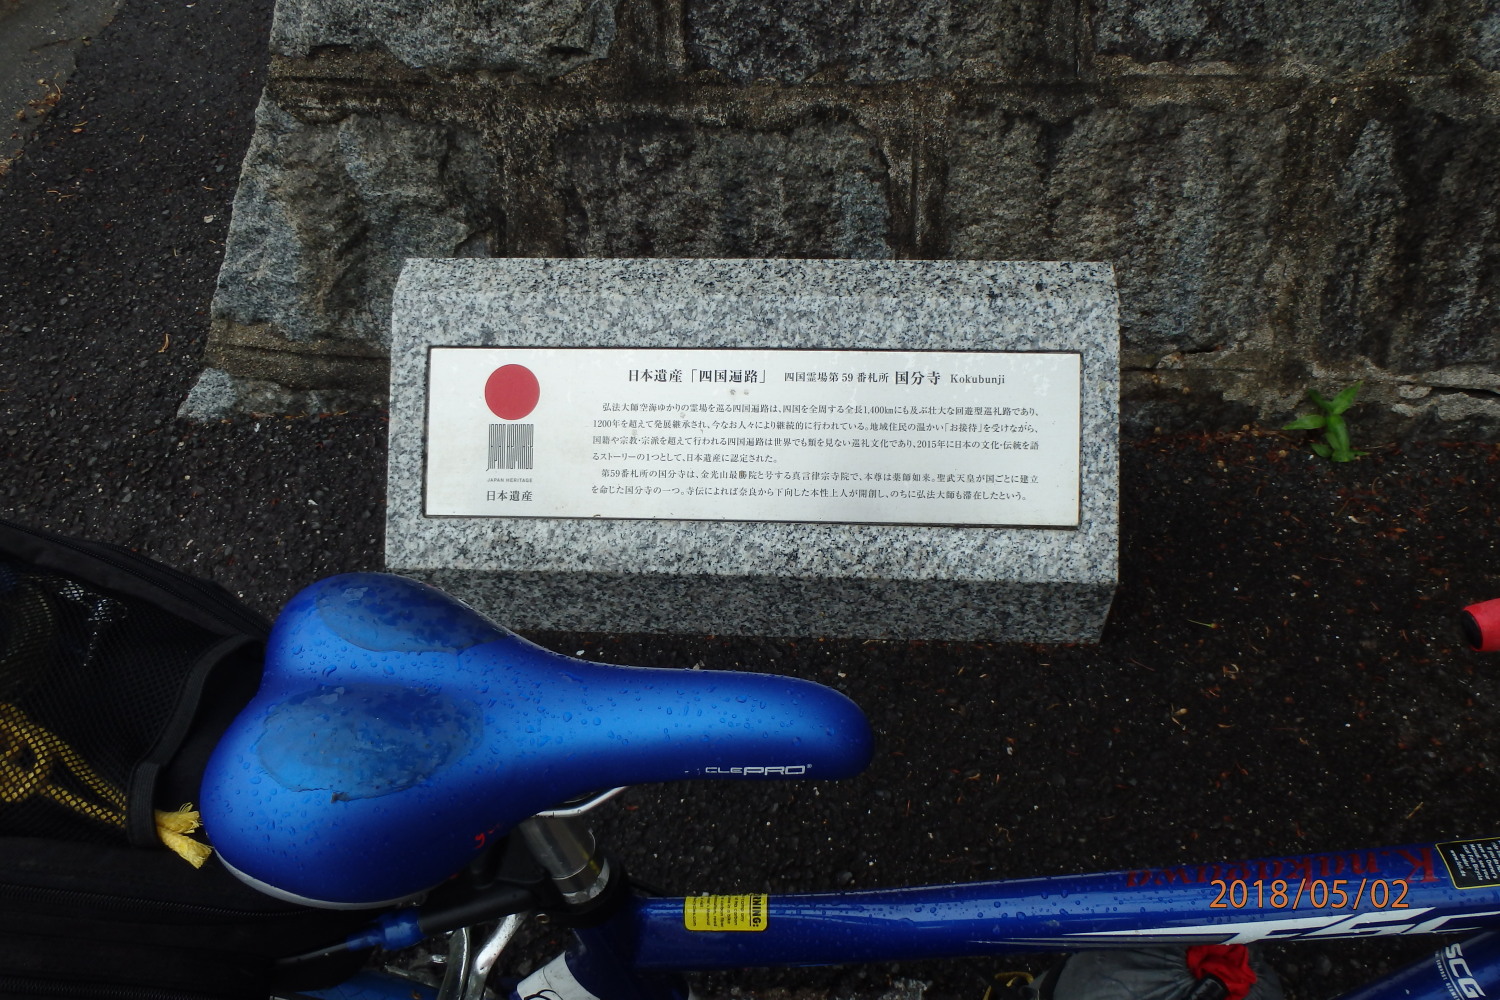 日本遺産「四国遍路」 四国霊場第59番札所 国分寺 Kokubunji
弘法大師空海ゆかりの霊場を巡る四国遍路は、四国を全周する全長1,400kmにも及ぶ壮大な回遊型巡礼路であり、
1200年を超えて発展継承され、今なお人々により継続的に行われている。地域住民の温かい「お接待」を受けながら、
国籍や宗教・宗派を超えて行われる四国遍路は世界でも類を見ない巡礼文化であり、2015年に日本の文化・伝統を語
るストーリーの1つとして、日本遺産に認定された。
第59番札所の国分寺は、金光山最勝院と号する真言律宗寺院で、本尊は薬師如来。聖武天皇が国ごとに建立
を命じた国分寺の一つ。寺伝によれば奈良から下向した本性上人が開創し、のちに弘法大師も滞在したという。
JAPAN HERITAGE
日本遺産
CLEPRO
K.nakagawa
WARNING:
SCG
2018/05/02